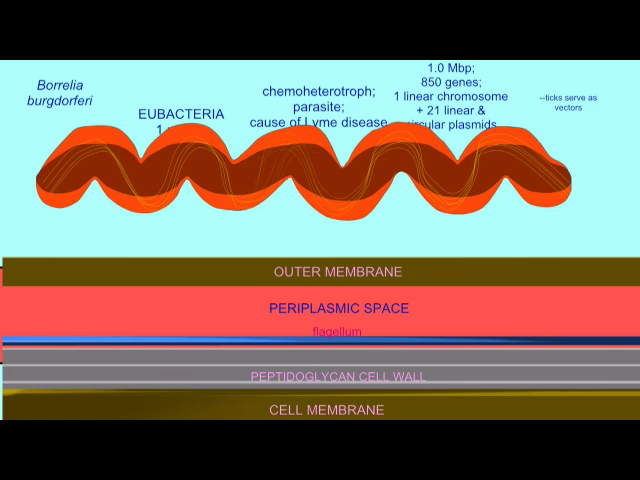 Borrelia
burgdorferi
EUBACTERIA
1
chemoheterotroph;
parasite;
cause of Lyme disease
1.0 Mbp;
850 genes;
1 linear chromosome
+ 21 linear &
circular plasmids
--ticks serve as
vectors
OUTER MEMBRANE
PERIPLASMIC SPACE
flagellum
PEPTIDOGLYCAN CELL WALL
CELL MEMBRANE